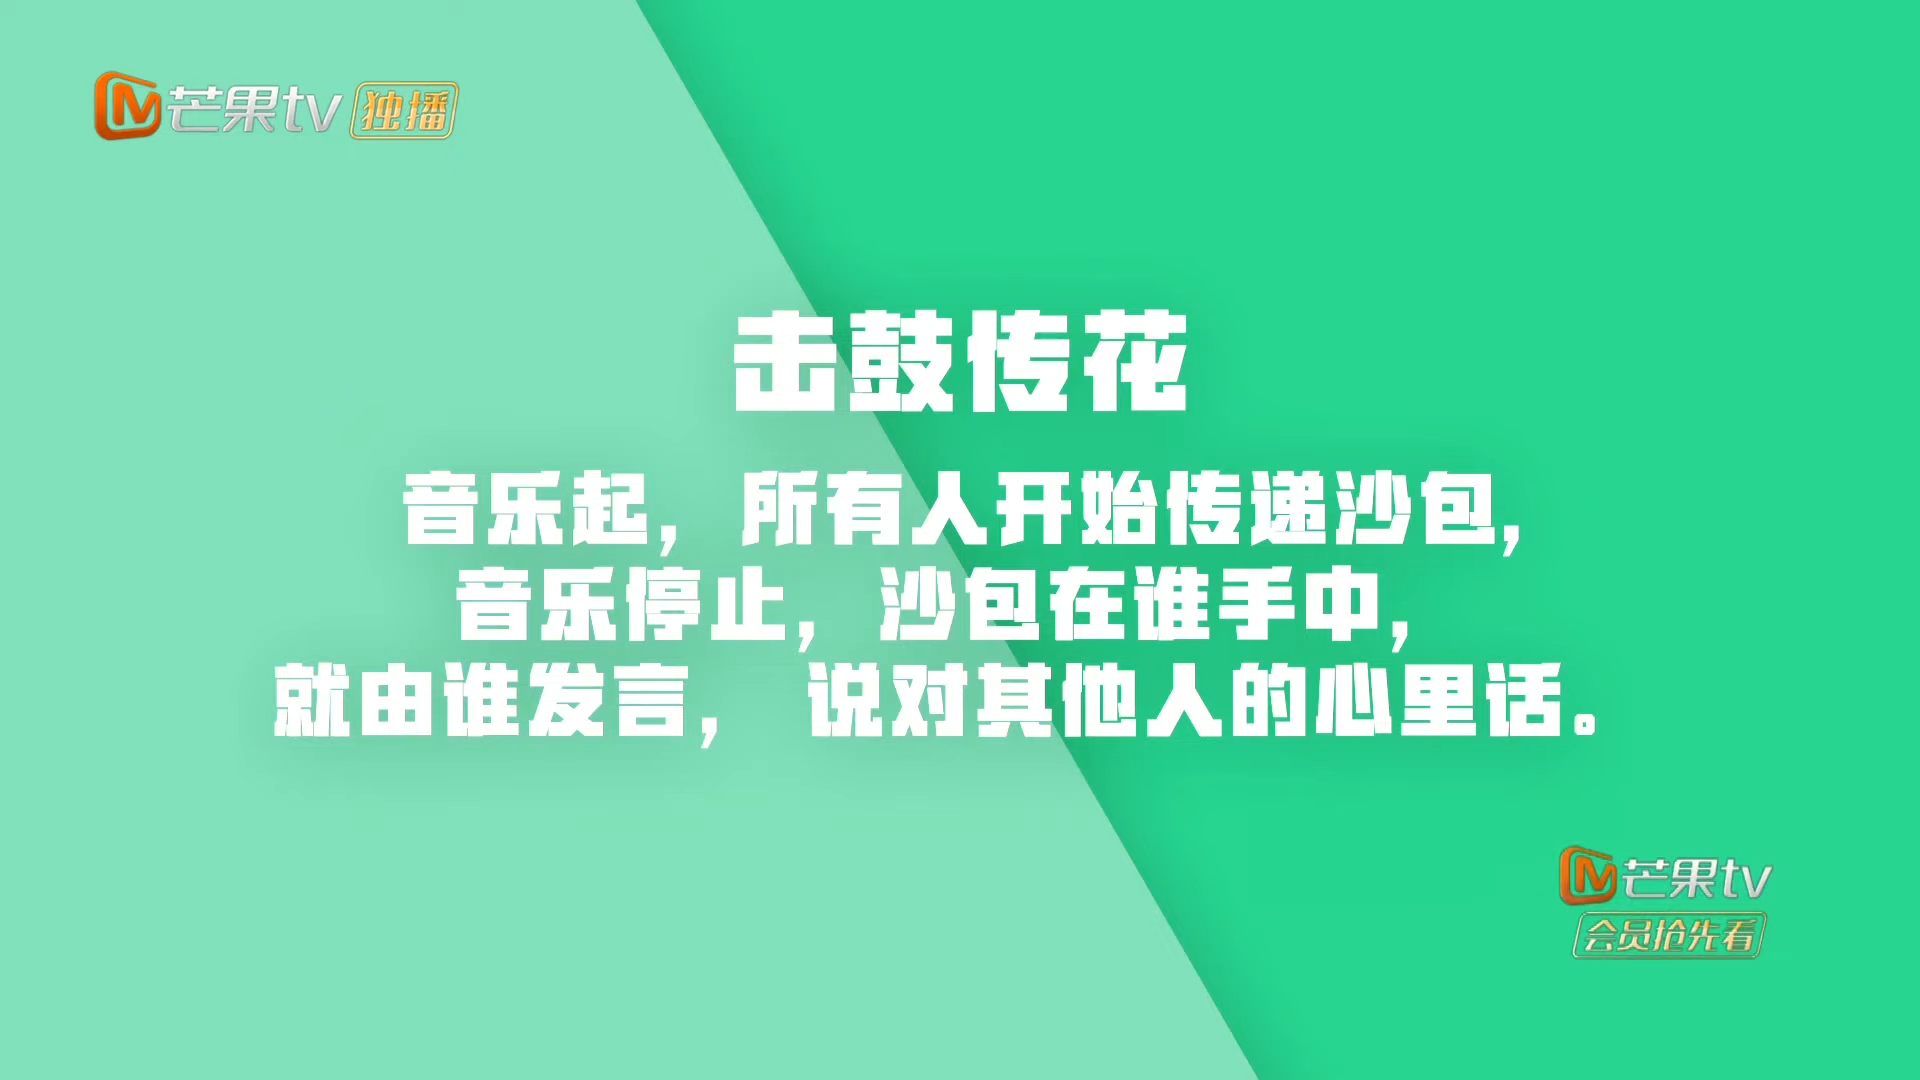 芒果tv 独播
击鼓传花
音乐起，所有人开始传递沙包，
音乐停止，沙包在谁手中，
就由谁发言，说对其他人的心里话。
芒果tv
会员抢先看